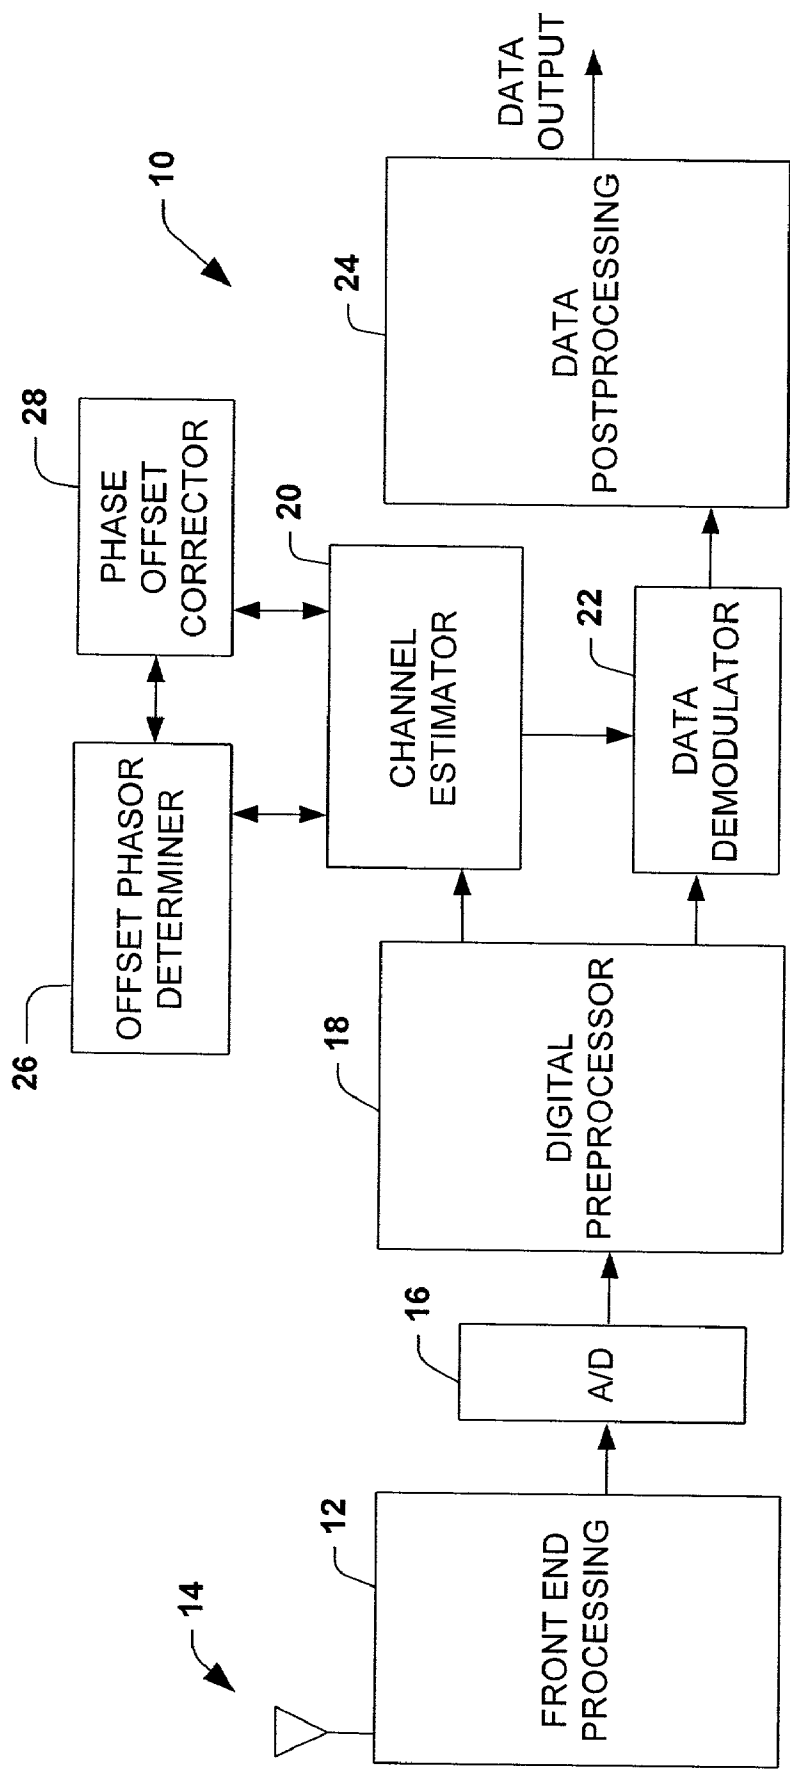 10
28
PHASE
OFFSET
CORRECTOR
26
OFFSET PHASOR
DETERMINER
14
12
FRONT END
PROCESSING
16
A/D
18
DIGITAL
PREPROCESSOR
20
CHANNEL
ESTIMATOR
22
DATA
DEMODULATOR
24
DATA
POSTPROCESSING
DATA
OUTPUT